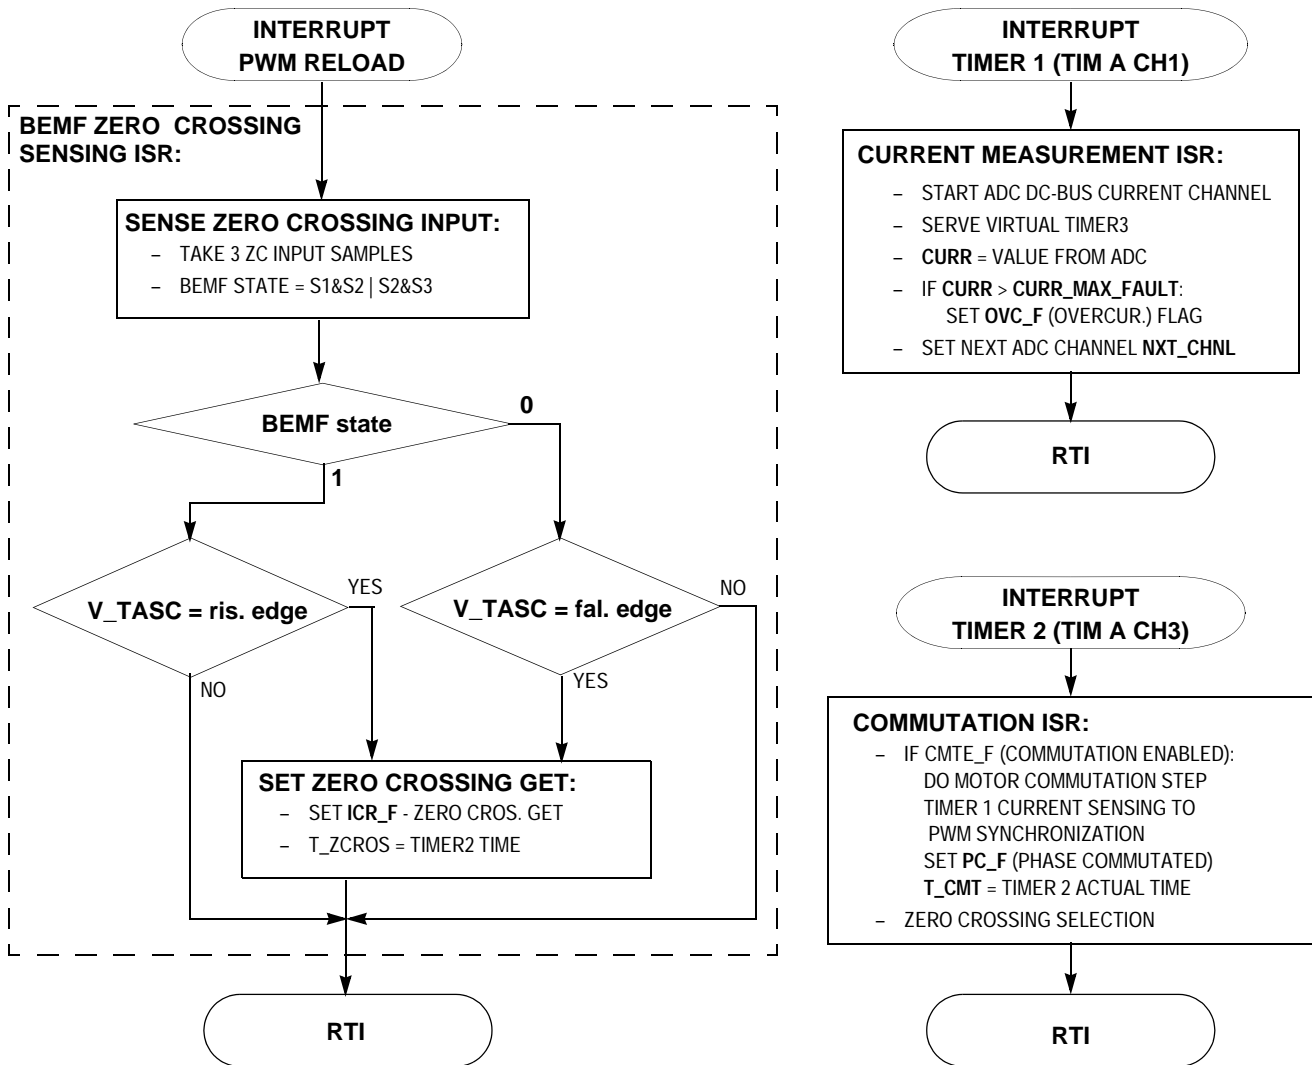 INTERRUPT
PWM RELOAD
BEMF ZERO CROSSING
SENSING ISR:
SENSE ZERO CROSSING INPUT:
– TAKE 3 ZC INPUT SAMPLES
– BEMF STATE = S1&S2 | S2&S3
BEMF state
0
1
V_TASC = ris. edge
YES
NO
V_TASC = fal. edge
NO
YES
SET ZERO CROSSING GET:
– SET ICR_F - ZERO CROS. GET
– T_ZCROS = TIMER2 TIME
RTI
INTERRUPT
TIMER 1 (TIM A CH1)
CURRENT MEASUREMENT ISR:
– START ADC DC-BUS CURRENT CHANNEL
– SERVE VIRTUAL TIMER3
– CURR = VALUE FROM ADC
– IF CURR > CURR_MAX_FAULT:
SET OVC_F (OVERCUR.) FLAG
– SET NEXT ADC CHANNEL NXT_CHNL
RTI
INTERRUPT
TIMER 2 (TIM A CH3)
COMMUTATION ISR:
– IF CMTE_F (COMMUTATION ENABLED):
DO MOTOR COMMUTATION STEP
TIMER 1 CURRENT SENSING TO
PWM SYNCHRONIZATION
SET PC_F (PHASE COMMUTATED)
T_CMT = TIMER 2 ACTUAL TIME
– ZERO CROSSING SELECTION
RTI